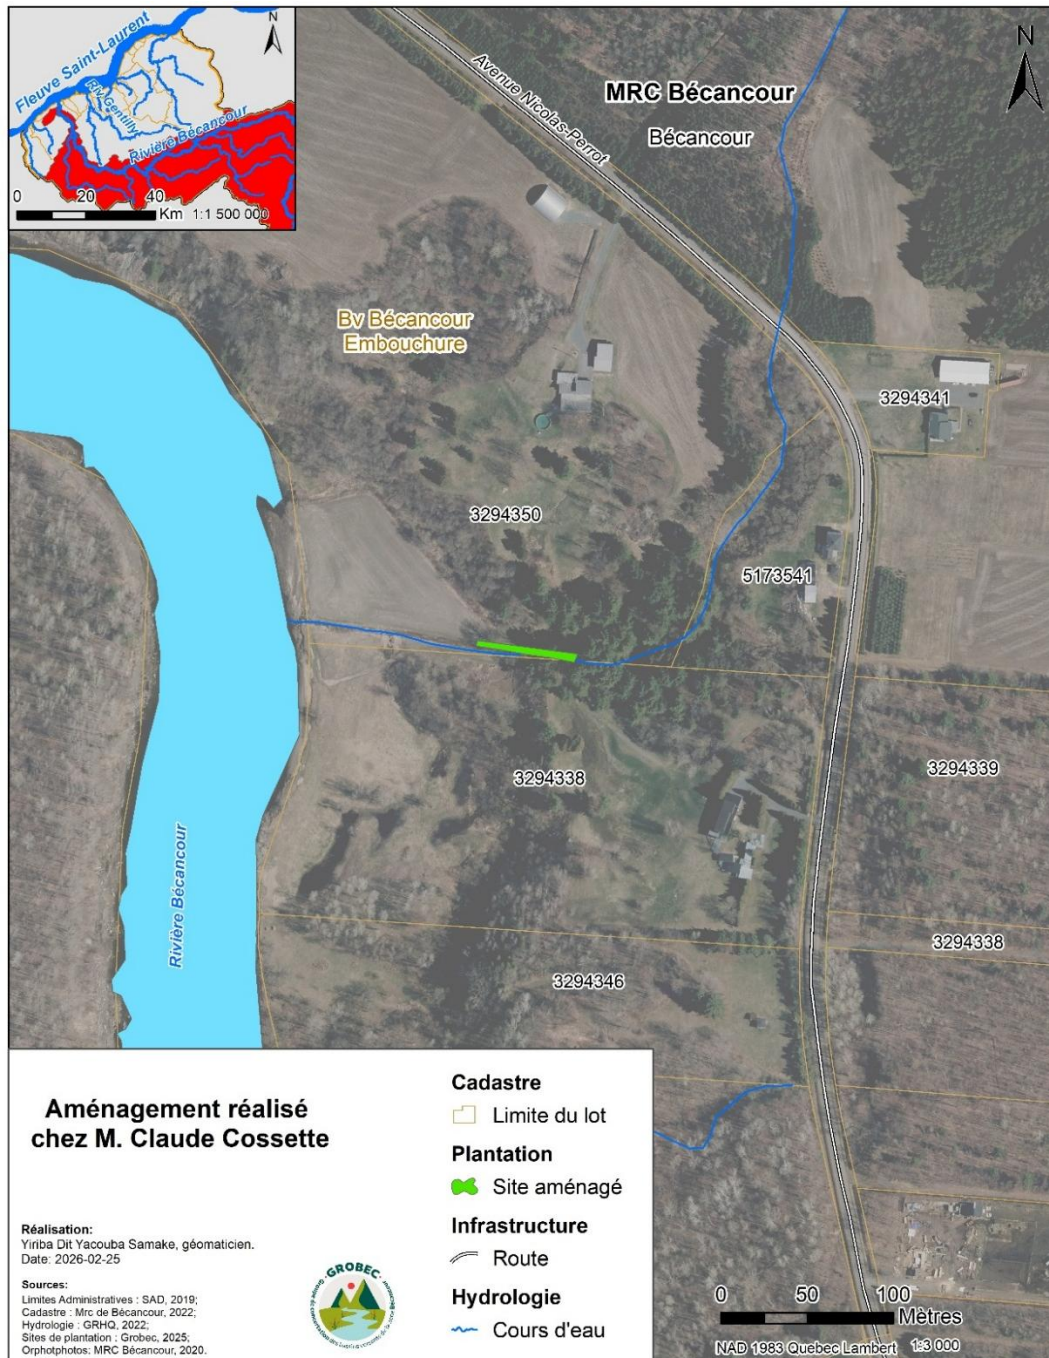 Fleuve Saint-Laurent
Riv Gentilly
Rivière Bécancour
N
0 20 40
Km 1:1 500 000
Avenue Nicolas-Perrot
MRC Bécancour
Bécancour
N
Bv Bécancour
Embouchure
3294341
3294350
5173541
3294338
3294339
Rivière Bécancour
3294338
3294346
Aménagement réalisé
chez M. Claude Cossette
Réalisation:
Yiriba Dit Yacouba Samake, géomaticien.
Date: 2026-02-25
Sources:
Limites Administratives : SAD, 2019;
Cadastre : Mrc de Bécancour, 2022;
Hydrologie : GRHQ, 2022;
Sites de plantation : Grobec, 2025;
Orphotphotos: MRC Bécancour, 2020.
GROBEC
Cadastre
Limite du lot
Plantation
Site aménagé
Infrastructure
Route
Hydrologie
Cours d'eau
0 50 100
Mètres
NAD 1983 Quebec Lambert 1:3 000